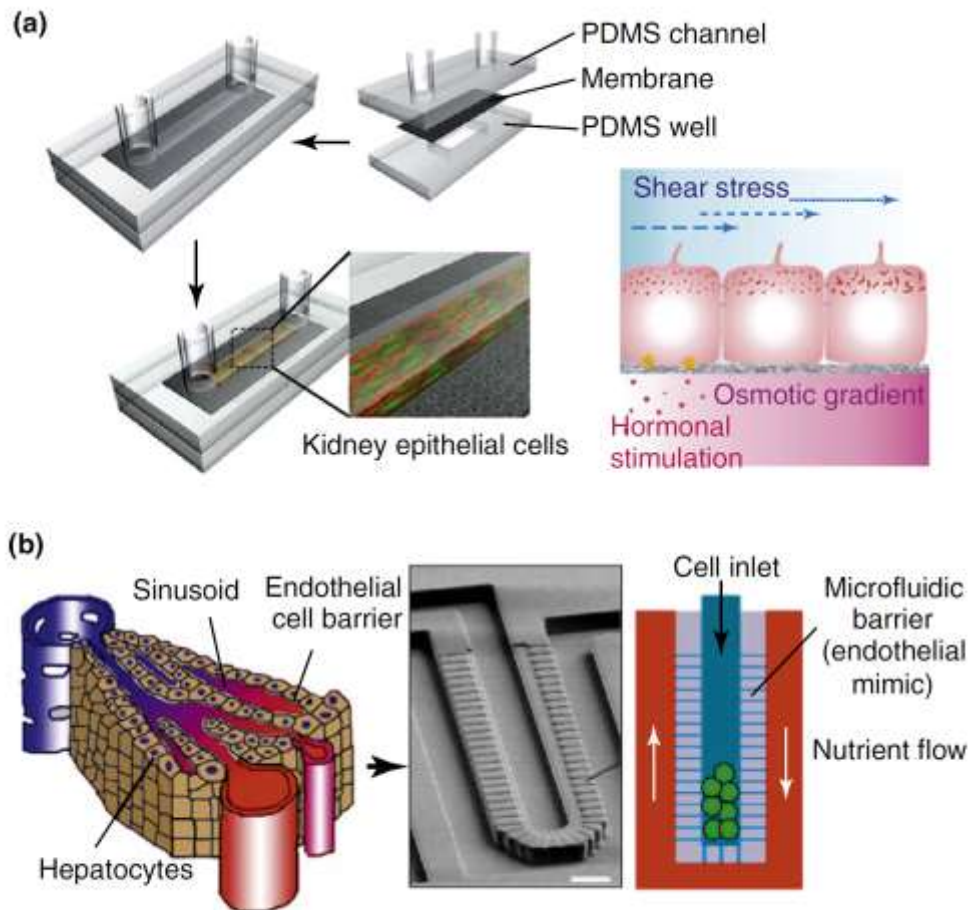 (a)
PDMS channel
Membrane
PDMS well
Shear stress
Osmotic gradient
Hormonal
stimulation
Kidney epithelial cells
(b)
Sinusoid
Endothelial
cell barrier
Hepatocytes
Cell inlet
Microfluidic
barrier
(endothelial
mimic)
Nutrient flow